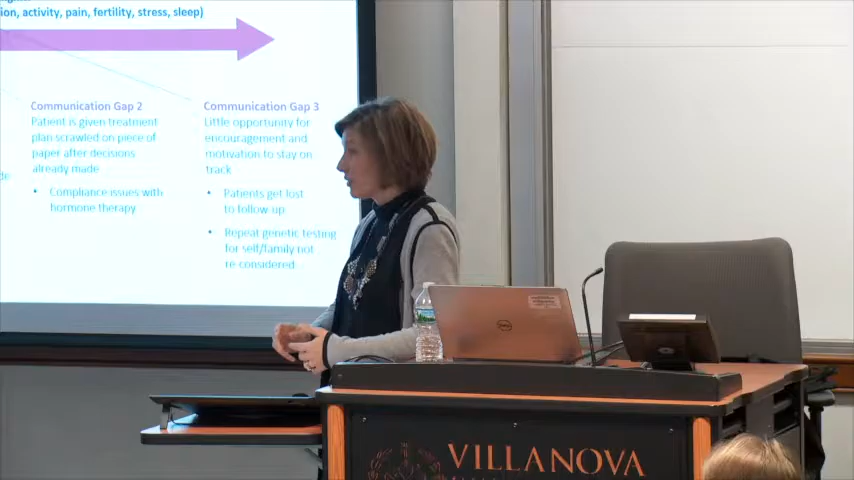 ion, activity, pain, fertility, stress, sleep)
Communication Gap 2
Patient is given treatment
plan scrawled on piece of
paper after decisions
already made
• Compliance issues with
hormone therapy
Communication Gap 3
Little opportunity for
encouragement and
motivation to stay on
track
• Patients get lost
to follow up
• Repeat genetic testing
for self/family not
re considered
de
DELL
VILLANOVA